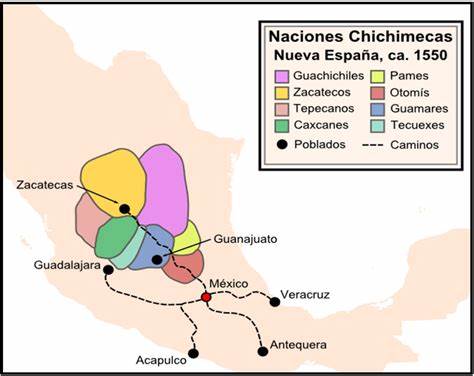 Naciones Chichimecas
Nueva España, ca. 1550
Guachichiles
Pames
Zacatecos
Otomís
Tepecanos
Guamares
Caxcanes
Tecuexes
Poblados
Caminos
Zacatecas
Guanajuato
Guadalajara
México
Veracruz
Antequera
Acapulco